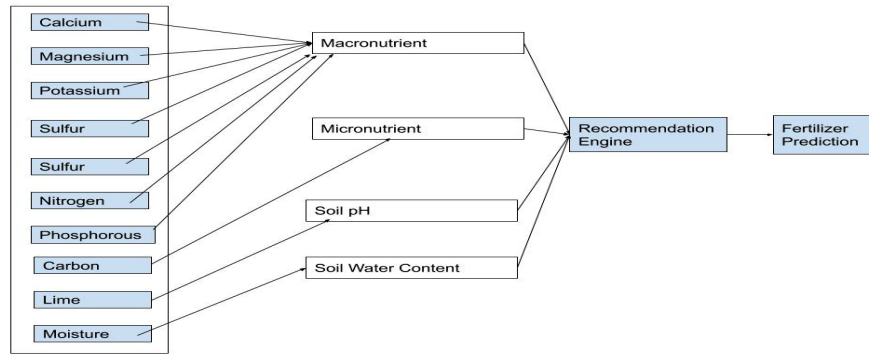 Calcium
Magnesium
Potassium
Sulfur
Sulfur
Nitrogen
Phosphorous
Carbon
Lime
Moisture
Macronutrient
Micronutrient
Soil pH
Soil Water Content
Recommendation
Engine
Fertilizer
Prediction